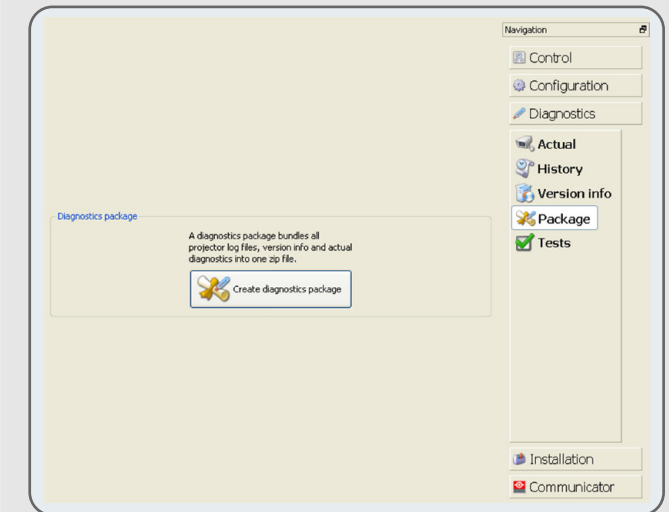 Navigation
Control
Configuration
Diagnostics
Actual
History
Version info
Package
Tests
Diagnostics package
A diagnostics package bundles all
projector log files, version info and actual
diagnostics into one zip file.
Create diagnostics package
Installation
Communicator